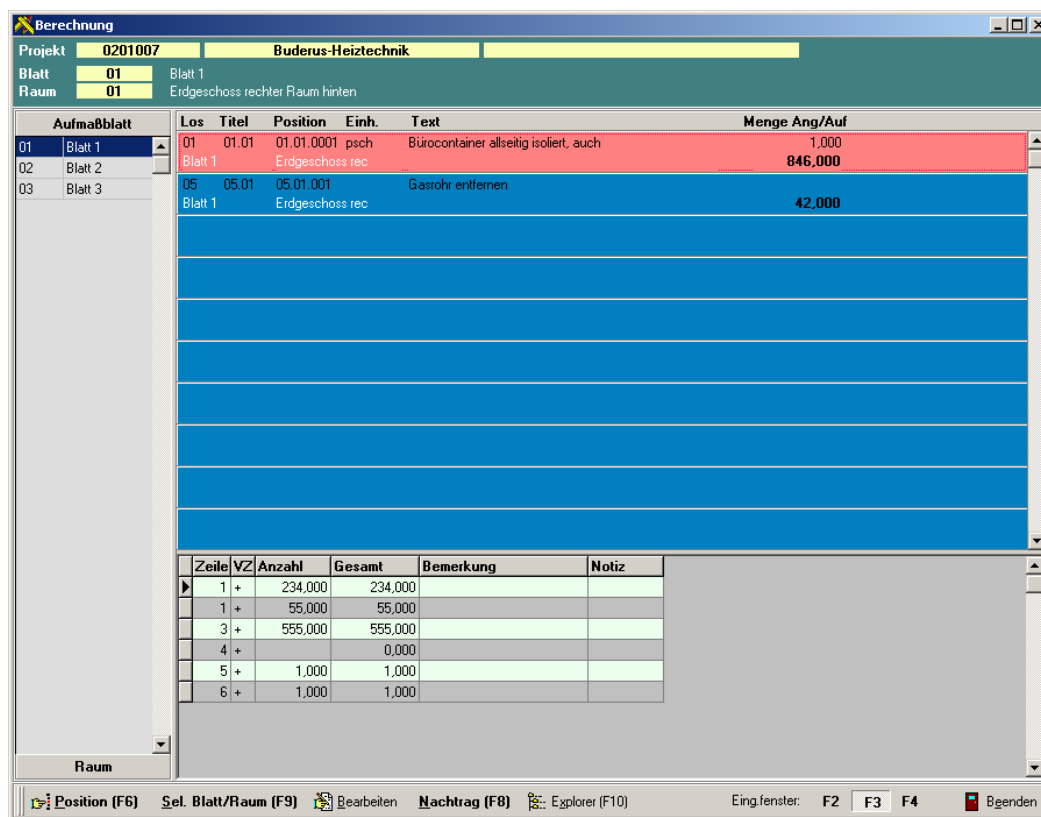 Berechnung
Projekt 0201007 Buderus-Heiztechnik
Blatt 01 Blatt 1
Raum 01 Erdgeschoss rechter Raum hinten
Aufmaßblatt
01 Blatt 1
02 Blatt 2
03 Blatt 3
Raum
Los Titel Position Einh. Text Menge Ang/Auf
01 01.01 01.01.0001 psch Bürocontainer allseitig isoliert, auch 1,000
Blatt 1 Erdgeschoss rec 846,000
05 05.01 05.01.001 Gasrohr entfernen
Blatt 1 Erdgeschoss rec 42,000
Zeile VZ Anzahl Gesamt Bemerkung Notiz
1 + 234,000 234,000
1 + 55,000 55,000
3 + 555,000 555,000
4 + 0,000
5 + 1,000 1,000
6 + 1,000 1,000
Position (F6) Sel. Blatt/Raum (F9) Bearbeiten Nachtrag (F8) Explorer (F10) Eing.fenster: F2 F3 F4 Beenden